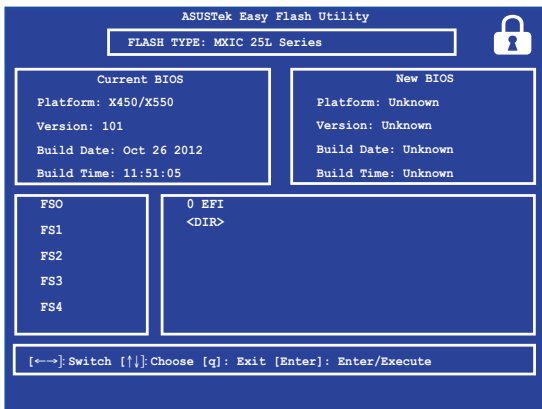 ASUSTek Easy Flash Utility
FLASH TYPE: MXIC 25L Series
Current BIOS
Platform: X450/X550
Version: 101
Build Date: Oct 26 2012
Build Time: 11:51:05
New BIOS
Platform: Unknown
Version: Unknown
Build Date: Unknown
Build Time: Unknown
FSO
FS1
FS2
FS3
FS4
0 EFI
<DIR>
[←→]: Switch [↑↓]: Choose [q]: Exit [Enter]: Enter/Execute